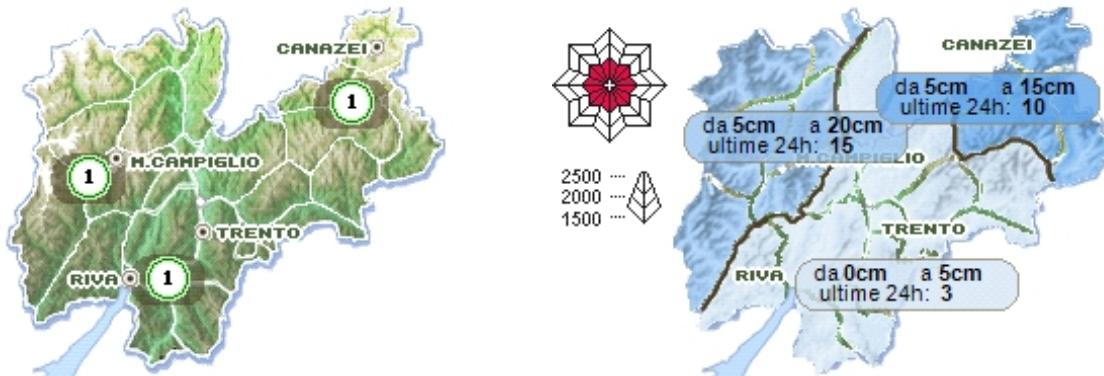 CANAZEI
1
M.CAMPIGLIO
1
TRENTO
RIVA
1
2500
2000
1500
CANAZEI
da 5cm a 15cm
ultime 24h: 10
da 5cm a 20cm
ultime 24h: 15
M.CAMPIGLIO
TRENTO
RIVA
da 0cm a 5cm
ultime 24h: 3